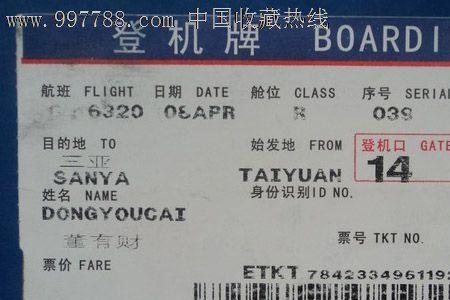 www.997788.com 中国收藏热线
登机牌 BOARDI
航班 FLIGHT 日期 DATE 舱位 CLASS 序号 SERIAL
6320 08APR R 039
目的地 TO 始发地 FROM 登机口 GATE
三亚
SANYA TAIYUAN 14
姓名 NAME 身份识别ID NO.
DONGYOUCAI
董有财 票号 TKT NO.
票价 FARE
ETKT 7842334961192